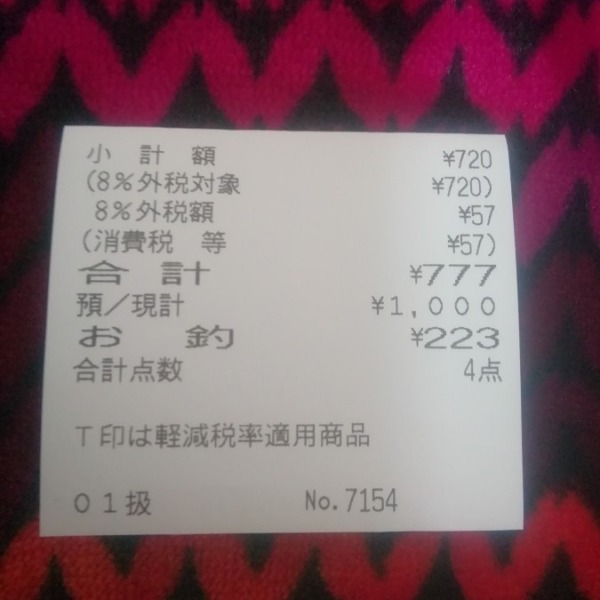 小 計 額 ¥720
(8%外税対象 ¥720)
8%外税額 ¥57
(消費税 等 ¥57)
合 計 ¥777
預/現計 ¥1,000
お 釣 ¥223
合計点数 4点
T印は軽減税率適用商品
01扱 No.7154